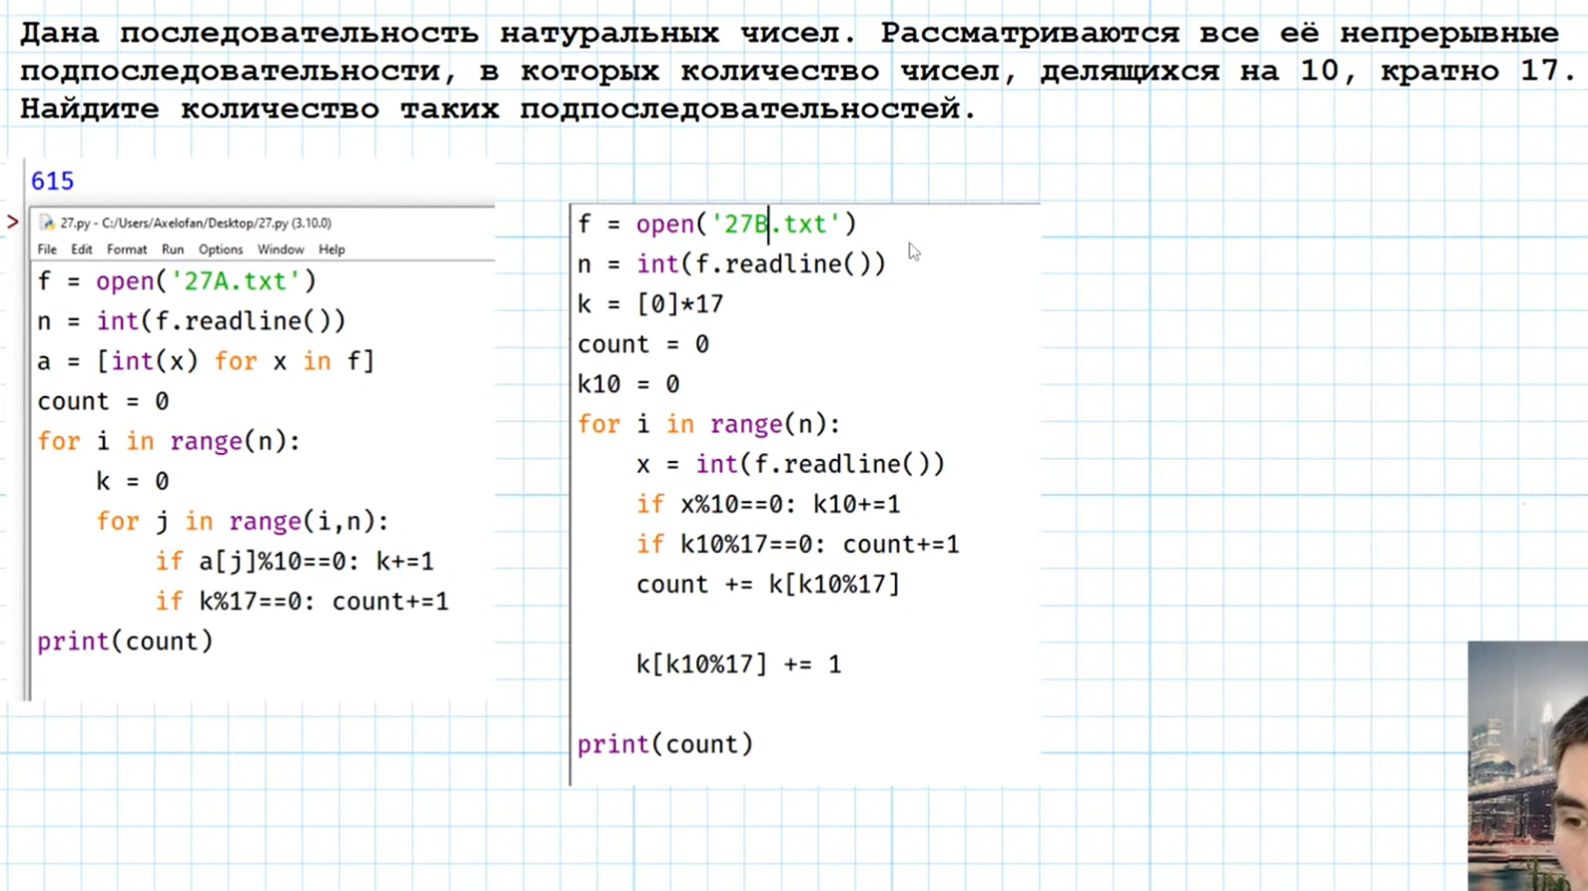 Дана последовательность натуральных чисел. Рассматриваются все её непрерывные
подпоследовательности, в которых количество чисел, делящихся на 10, кратно 17.
Найдите количество таких подпоследовательностей.
615
>
27.py - C:/Users/Axelofan/Desktop/27.py (3.10.0)
File Edit Format Run Options Window Help
f = open('27A.txt')
n = int(f.readline())
a = [int(x) for x in f]
count = 0
for i in range(n):
    k = 0
    for j in range(i,n):
        if a[j]%10==0: k+=1
        if k%17==0: count+=1
print(count)
f = open('27B.txt')
n = int(f.readline())
k = [0]*17
count = 0
k10 = 0
for i in range(n):
    x = int(f.readline())
    if x%10==0: k10+=1
    if k10%17==0: count+=1
    count += k[k10%17]
    k[k10%17] += 1
print(count)